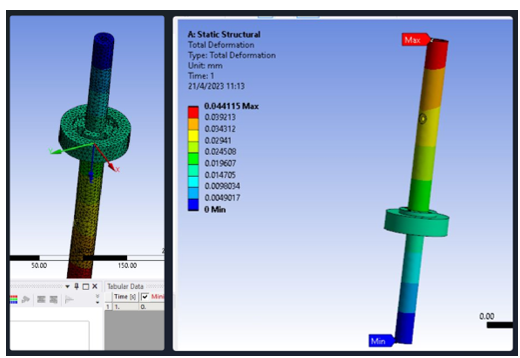 A: Static Structural
Total Deformation
Type: Total Deformation
Unit: mm
Time: 1
21/4/2023 11:13
0.044115 Max
0.039213
0.034312
0.02941
0.024508
0.019607
0.014705
0.0098034
0.0049017
0 Min
Max
Min
0.00
50.00
150.00
Tabular Data
Time [s]
1
1.
0.